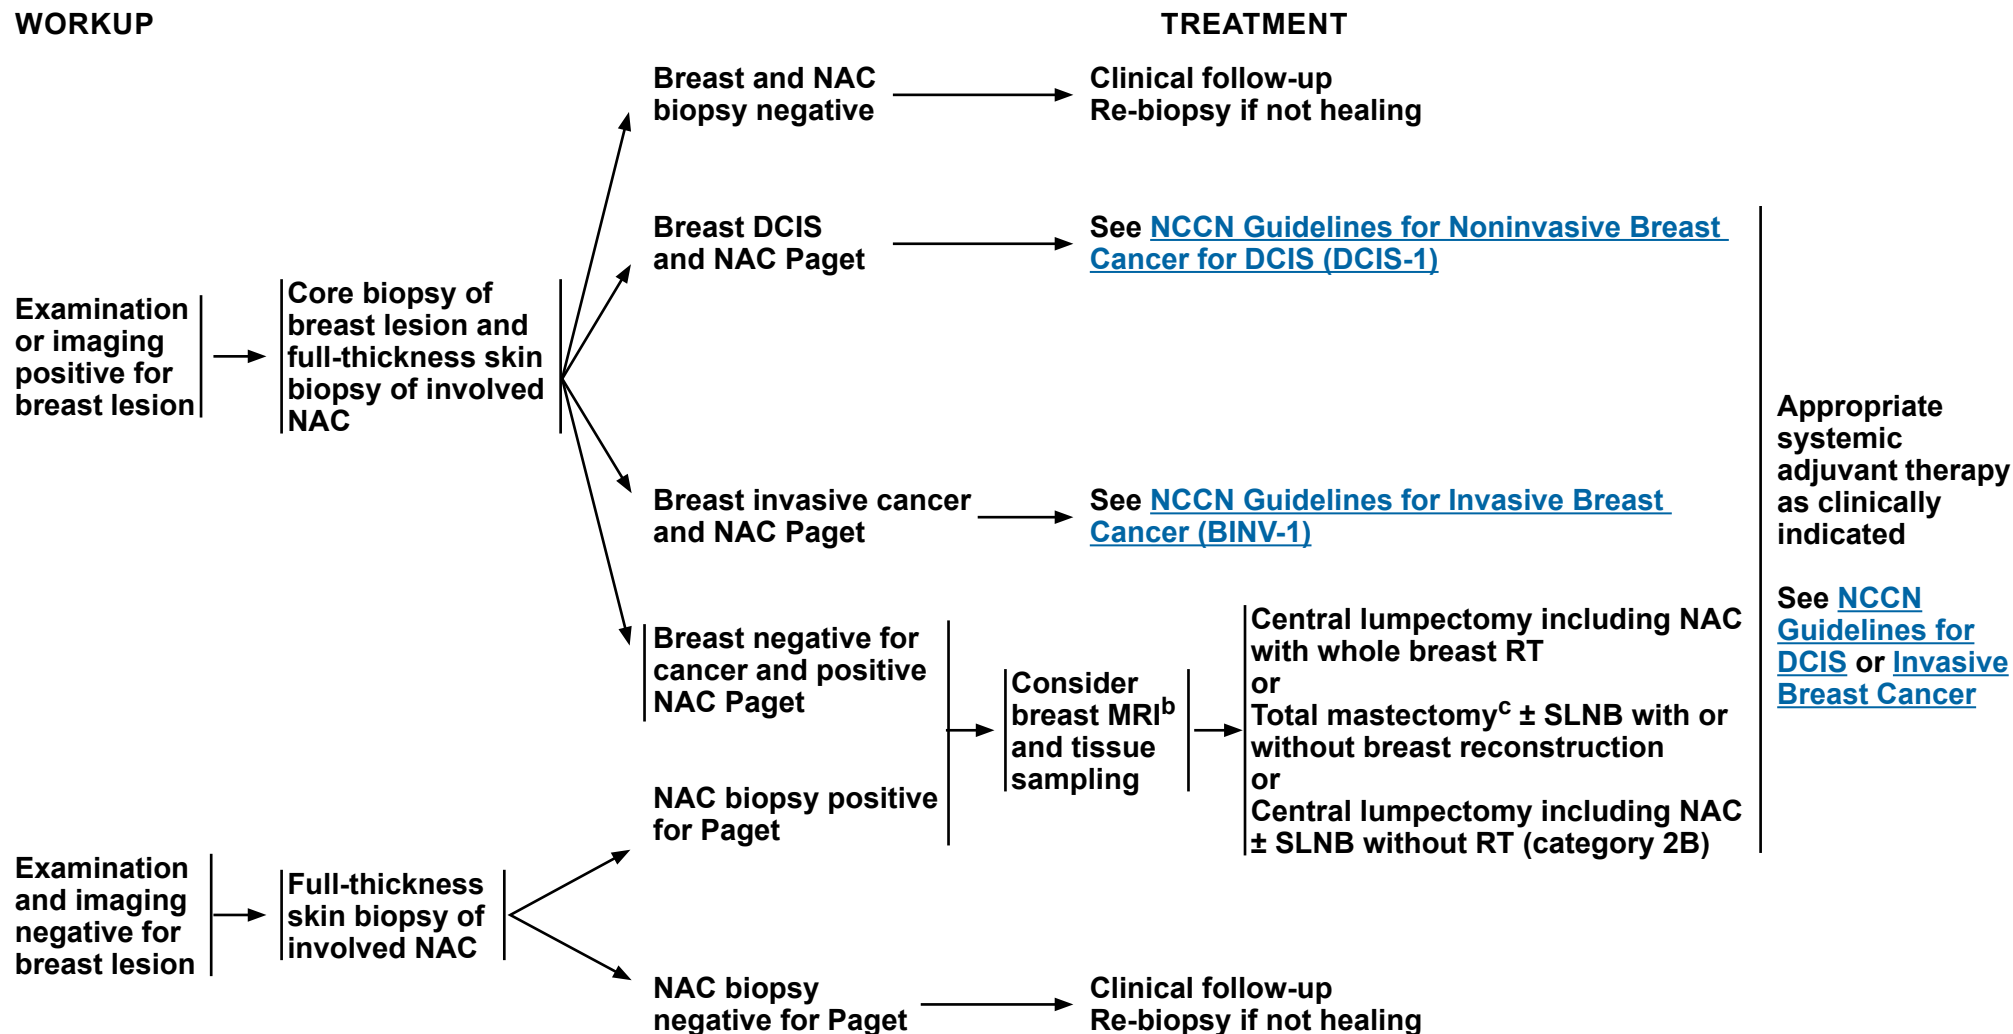 WORKUP
TREATMENT
Breast and NAC
biopsy negative
Clinical follow-up
Re-biopsy if not healing
Breast DCIS
and NAC Paget
See NCCN Guidelines for Noninvasive Breast
Cancer for DCIS (DCIS-1)
Examination
or imaging
positive for
breast lesion
Core biopsy of
breast lesion and
full-thickness skin
biopsy of involved
NAC
Breast invasive cancer
and NAC Paget
See NCCN Guidelines for Invasive Breast
Cancer (BINV-1)
Breast negative for
cancer and positive
NAC Paget
NAC biopsy positive
for Paget
Consider
breast MRIᵇ
and tissue
sampling
Central lumpectomy including NAC
with whole breast RT
or
Total mastectomyᶜ ± SLNB with or
without breast reconstruction
or
Central lumpectomy including NAC
± SLNB without RT (category 2B)
Appropriate
systemic
adjuvant therapy
as clinically
indicated
See NCCN
Guidelines for
DCIS or Invasive
Breast Cancer
Examination
and imaging
negative for
breast lesion
Full-thickness
skin biopsy of
involved NAC
NAC biopsy
negative for Paget
Clinical follow-up
Re-biopsy if not healing